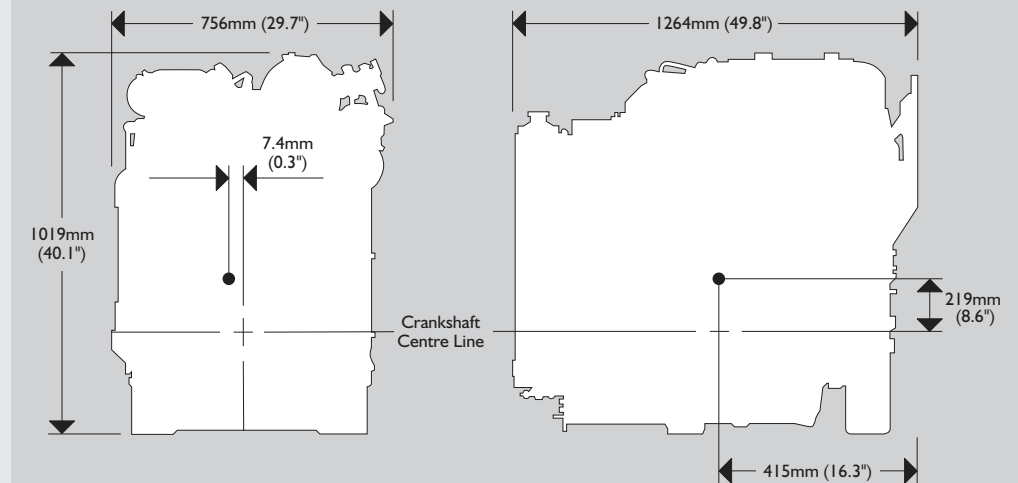 756mm (29.7")
1264mm (49.8")
7.4mm
(0.3")
1019mm
(40.1")
219mm
(8.6")
Crankshaft
Centre Line
415mm (16.3")